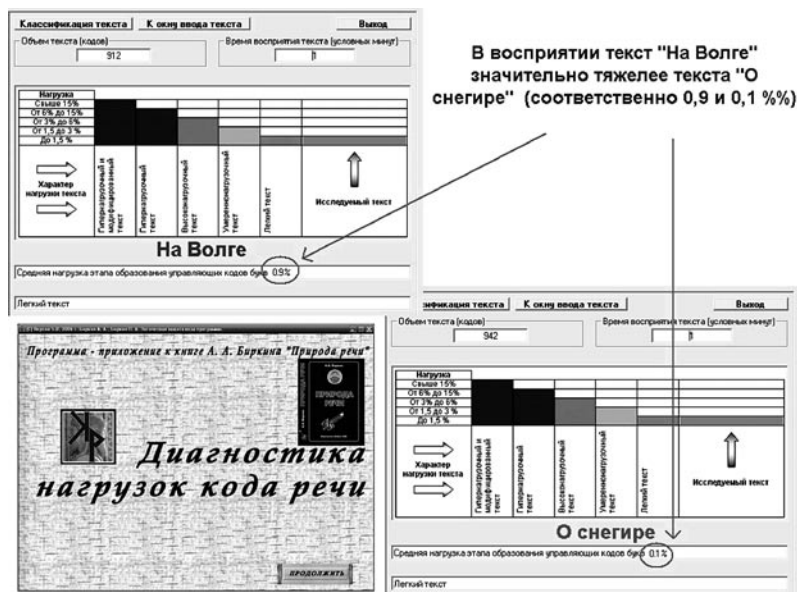 Классификация текста
К окну ввода текста
Выход
Объем текста (кодов)
912
Время восприятия текста (условных минут)
1
Нагрузка
Свыше 15%
От 6% до 15%
От 3% до 6%
От 1,5 до 3 %
До 1,5 %
Характер
нагрузки текста
Гипернагрузочный и
модифицированный
текст
Гипернагрузочный
текст
Высоконагрузочный
текст
Умереннонагрузочный
текст
Легкий текст
Исследуемый текст
На Волге
Средняя нагрузка этапа образования управляющих кодов букв 0.9%
Легкий текст
В восприятии текст "На Волге"
значительно тяжелее текста "О
снегире" (соответственно 0,9 и 0,1 %%)
Программа - приложение к книге А. А. Биркина "Природа речи"
ПРИРОДА
РЕЧИ
Диагностика
нагрузок кода речи
ПРОДОЛЖИТЬ
сификация текста
К окну ввода текста
Выход
Объем текста (кодов)
942
Время восприятия текста (условных минут)
1
Нагрузка
Свыше 15%
От 6% до 15%
От 3% до 6%
От 1,5 до 3 %
До 1,5 %
Характер
нагрузки текста
Гипернагрузочный и
модифицированный
текст
Гипернагрузочный
текст
Высоконагрузочный
текст
Умереннонагрузочный
текст
Легкий текст
Исследуемый текст
О снегире
Средняя нагрузка этапа образования управляющих кодов букв 0.1%
Легкий текст